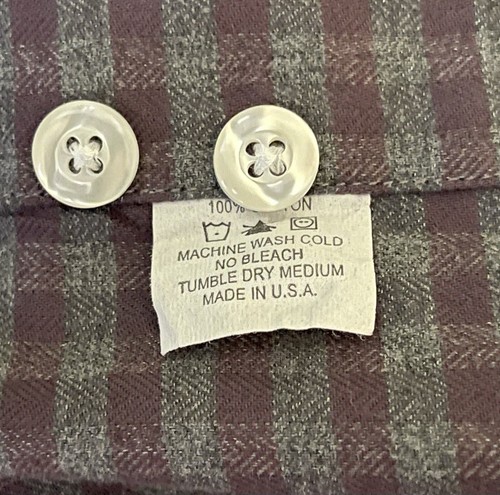 100%
MACHINE WASH COLD
NO BLEACH
TUMBLE DRY MEDIUM
MADE IN U.S.A.